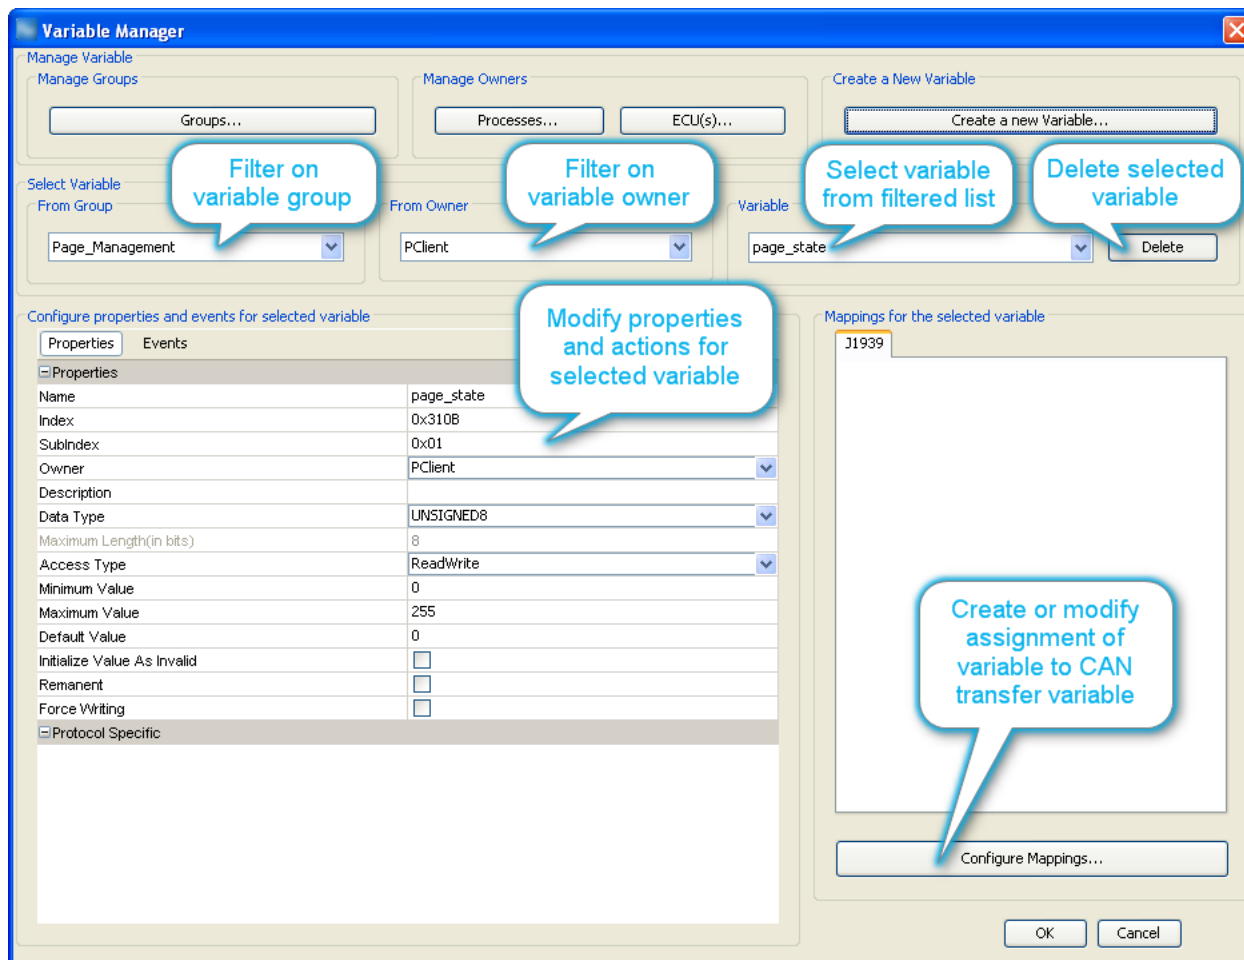 Variable Manager
Manage Variable
Manage Groups
Manage Owners
Create a New Variable
Groups...
Processes...
ECU(s)...
Create a new Variable...
Filter on
variable group
Filter on
variable owner
Select variable
from filtered list
Delete selected
variable
Select Variable
From Group
From Owner
Variable
Page_Management
PClient
page_state
Delete
Configure properties and events for selected variable
Modify properties
and actions for
selected variable
Mappings for the selected variable
Properties
Events
J1939
Properties
Name page_state
Index 0x310B
SubIndex 0x01
Owner PClient
Description
Data Type UNSIGNED8
Maximum Length(in bits) 8
Access Type ReadWrite
Minimum Value 0
Maximum Value 255
Default Value 0
Initialize Value As Invalid
Remanent
Force Writing
Protocol Specific
Create or modify
assignment of
variable to CAN
transfer variable
Configure Mappings...
OK
Cancel